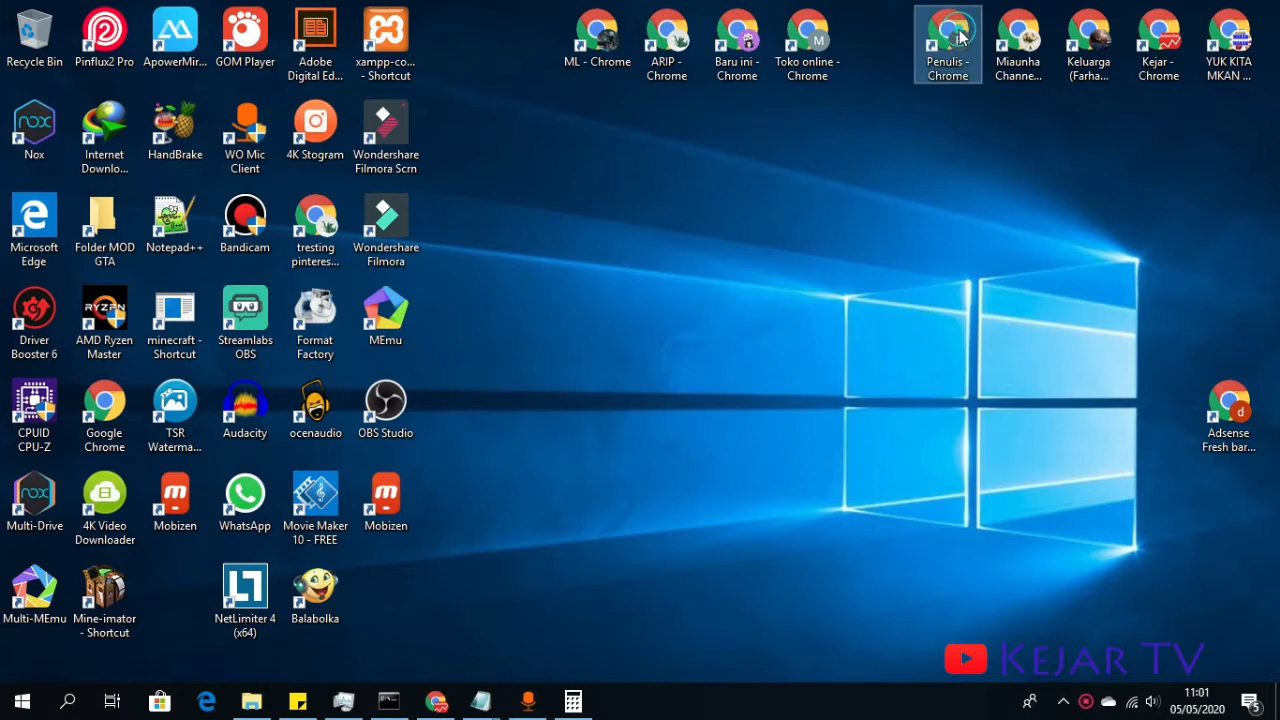 Recycle Bin
Pinflux2 Pro
ApowerMir...
GOM Player
Adobe
Digital Ed...
xampp-co...
- Shortcut
ML - Chrome
ARIP -
Chrome
Baru ini -
Chrome
M
Toko online -
Chrome
Penulis -
Chrome
Miaunha
Channe...
Keluarga
(Farha...
Kejar -
Chrome
YUK KITA
MKAN ...
nox
Nox
Internet
Downlo...
HandBrake
WO Mic
Client
4K Stogram
Wondershare
Filmora Scrn
Microsoft
Edge
Folder MOD
GTA
Notepad++
Bandicam
tresting
pinteres...
Wondershare
Filmora
Driver
Booster 6
RYZEN
AMD Ryzen
Master
minecraft -
Shortcut
Streamlabs
OBS
Format
Factory
MEmu
CPUID
CPU-Z
Google
Chrome
TSR
Waterma...
Audacity
ocenaudio
OBS Studio
d
Adsense
Fresh bar...
nox
Multi-Drive
4K Video
Downloader
m
Mobizen
WhatsApp
Movie Maker
10 - FREE
m
Mobizen
Multi-MEmu
Mine-imator
- Shortcut
NetLimiter 4
(x64)
Balabolka
KEJAR TV
11:01
05/05/2020
5